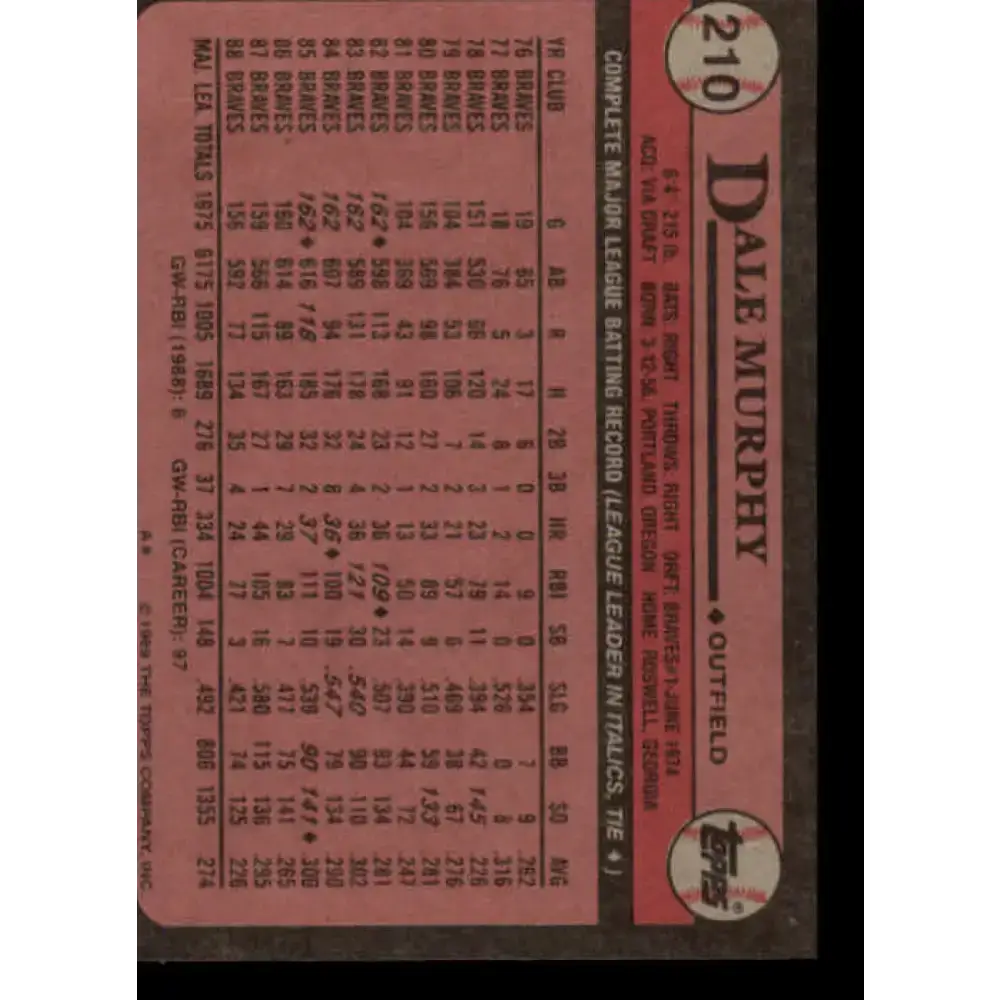 210
DALE MURPHY ♦ OUTFIELD
topps®
6'4" 215 lb. BATS: RIGHT THROWS: RIGHT DRFT: BRAVES #1-JUNE 1974
ACQ: VIA DRAFT BORN 3-12-56, PORTLAND OREGON HOME ROSWELL, GEORGIA
COMPLETE MAJOR LEAGUE BATTING RECORD (LEAGUE LEADER IN ITALICS, TIE ♦)
YR CLUB G AB R H 2B 3B HR RBI SB SLG BB SO AVG
76 BRAVES 19 65 3 17 6 0 0 9 0 .354 7 9 .262
77 BRAVES 18 76 5 24 8 1 2 14 0 .526 0 8 .316
78 BRAVES 151 530 66 120 14 3 23 79 11 .394 42 145 .226
79 BRAVES 104 384 53 106 7 2 21 57 6 .469 38 67 .276
80 BRAVES 156 569 98 160 27 2 33 89 9 .510 59 133 .281
81 BRAVES 104 369 43 91 12 1 13 50 14 .390 44 72 .247
82 BRAVES 162♦ 598 113 168 23 2 36 109♦ 23 .507 93 134 .281
83 BRAVES 162 589 131 178 24 4 36 121 30 .540 90 110 .302
84 BRAVES 162 607 94 176 32 8 36♦ 100 19 .547 79 134 .290
85 BRAVES 162♦ 616 118 185 32 2 37 111 10 .539 90 141♦ .300
86 BRAVES 160 614 89 163 29 7 29 83 7 .477 75 141 .265
87 BRAVES 159 566 115 167 27 1 44 105 16 .580 115 136 .295
88 BRAVES 156 592 77 134 35 4 24 77 3 .421 74 125 .226
MAJ. LEA. TOTALS 1675 6175 1005 1689 276 37 334 1004 148 .492 806 1355 .274
GW-RBI (1988): 6 GW-RBI (CAREER): 97
© 1989 THE TOPPS COMPANY, INC.